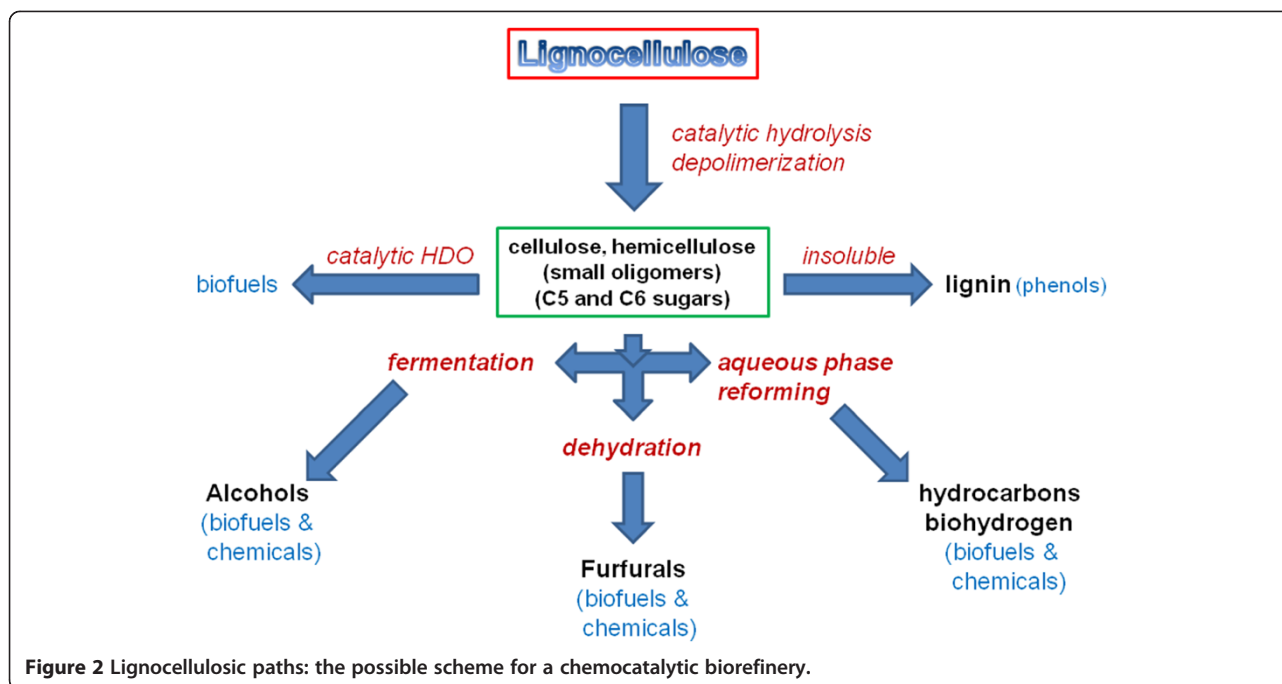 Lignocellulose
catalytic hydrolysis
depolimerization
cellulose, hemicellulose
(small oligomers)
(C5 and C6 sugars)
catalytic HDO
biofuels
insoluble
lignin (phenols)
fermentation
aqueous phase
reforming
dehydration
Alcohols
(biofuels &
chemicals)
Furfurals
(biofuels &
chemicals)
hydrocarbons
biohydrogen
(biofuels &
chemicals)
Figure 2 Lignocellulosic paths: the possible scheme for a chemocatalytic biorefinery.